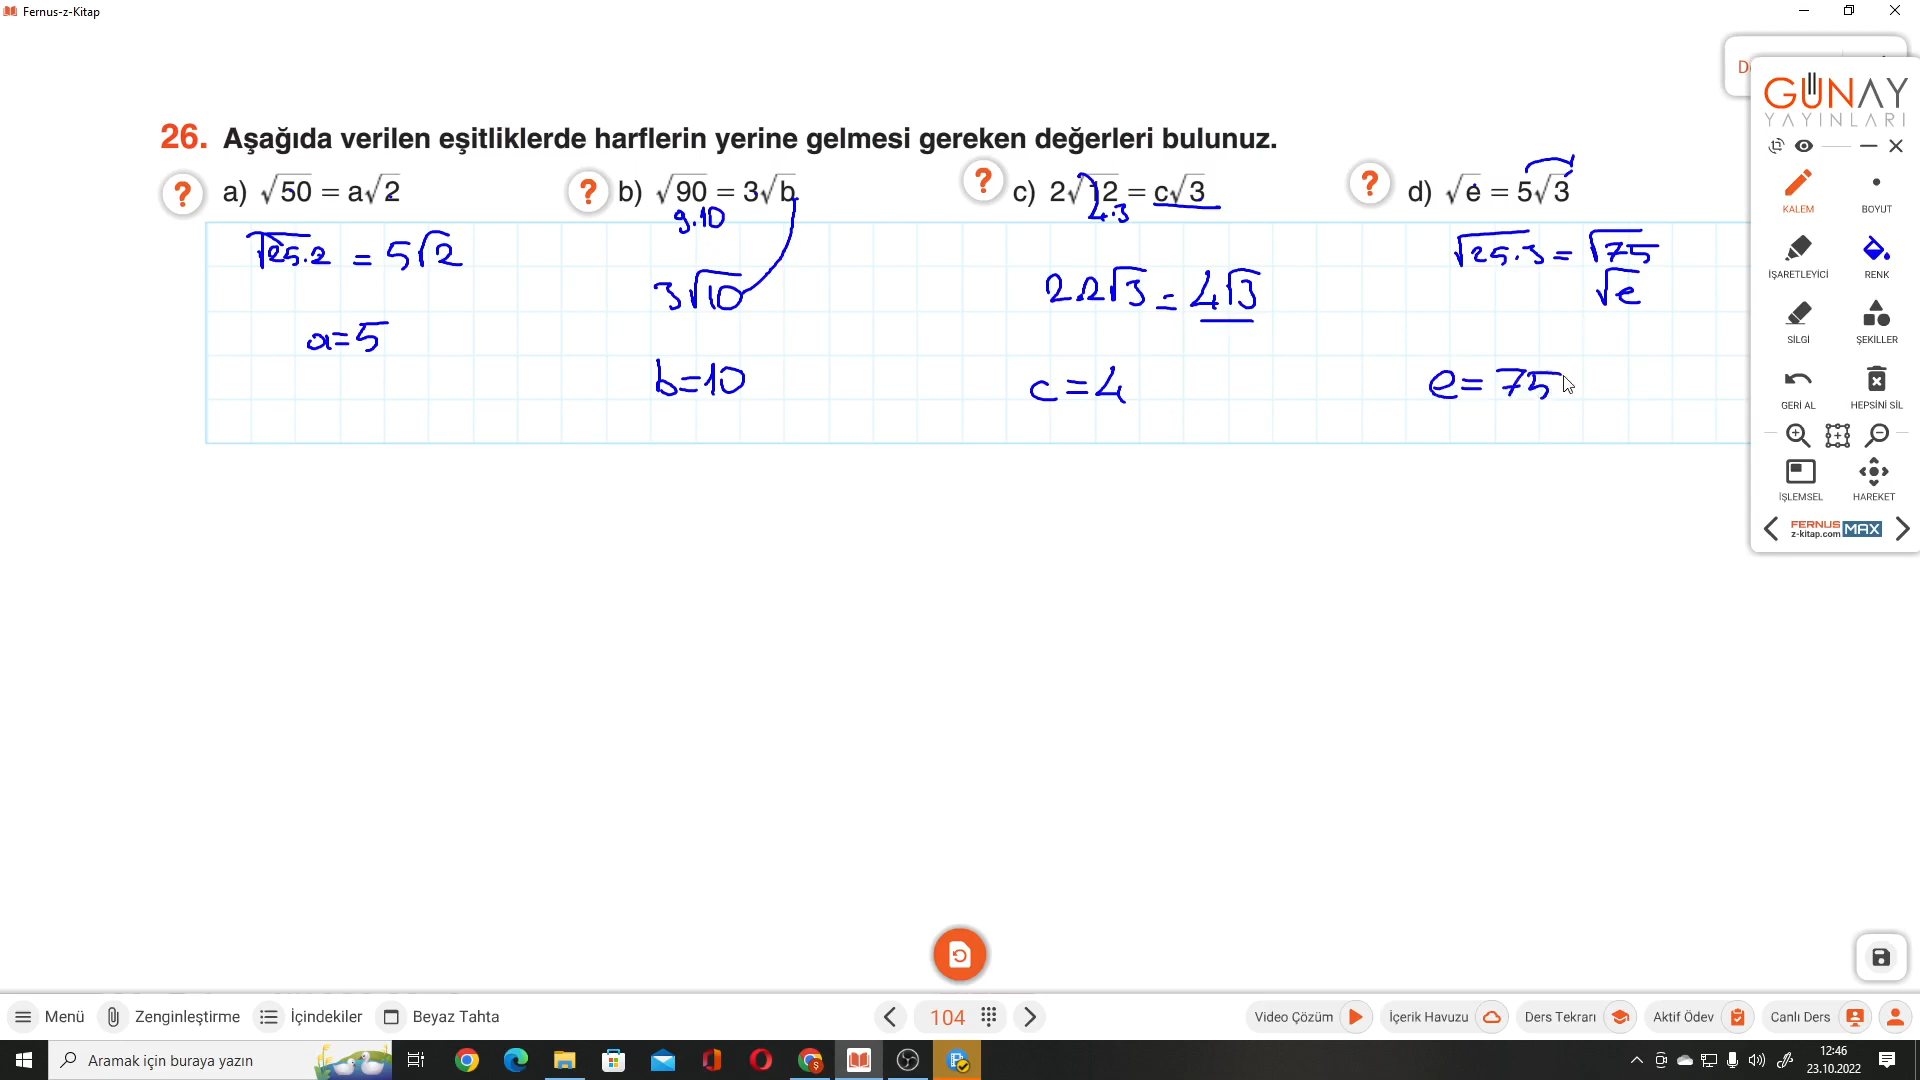 Fernus-z-Kitap
GÜNAY
YAYINLARI
26. Aşağıda verilen eşitliklerde harflerin yerine gelmesi gereken değerleri bulunuz.
? a) √50 = a√2 ? b) √90 = 3√b ? c) 2√12 = c√3 ? d) √e = 5√3
9.10 4.3
√25.2 = 5√2 √25.3 = √75
3√10 2.2√3 = 4√3 √e
a=5
b=10 c=4 e=75
KALEM BOYUT
İŞARETLEYİCİ RENK
SİLGİ ŞEKİLLER
GERİ AL HEPSİNİ SİL
İŞLEMSEL HAREKET
FERNUS MAX
z-kitap.com
Menü Zenginleştirme İçindekiler Beyaz Tahta 104 Video Çözüm İçerik Havuzu Ders Tekrarı Aktif Ödev Canlı Ders
Aramak için buraya yazın 12:46
23.10.2022